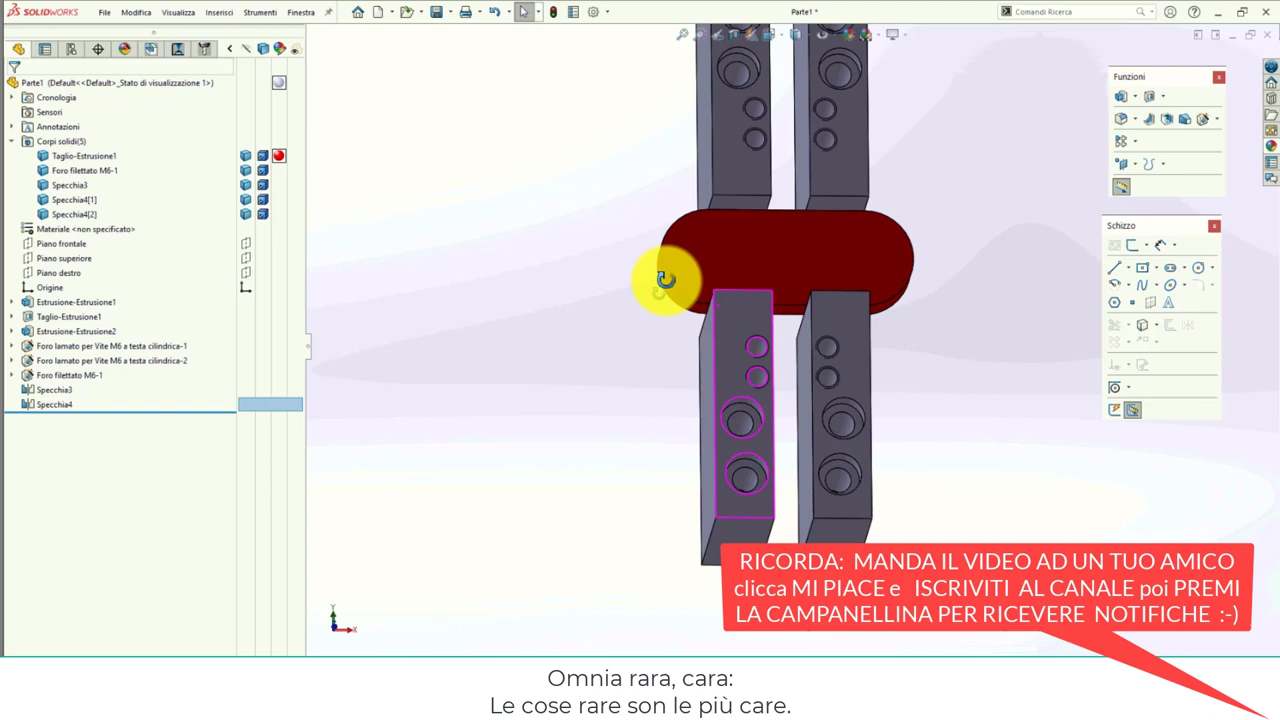 SOLIDWORKS File Modifica Visualizza Inserisci Strumenti Finestra Parte1 * Comandi Ricerca
Parte1 (Default<<Default>_Stato di visualizzazione 1>)
Cronologia
Sensori
Annotazioni
Corpi solidi(5)
Taglio-Estrusione1
Foro filettato M6-1
Specchia3
Specchia4[1]
Specchia4[2]
Materiale <non specificato>
Piano frontale
Piano superiore
Piano destro
Origine
Estrusione-Estrusione1
Taglio-Estrusione1
Estrusione-Estrusione2
Foro lamato per Vite M6 a testa cilindrica-1
Foro lamato per Vite M6 a testa cilindrica-2
Foro filettato M6-1
Specchia3
Specchia4
Funzioni
Schizzo
Y
X
RICORDA: MANDA IL VIDEO AD UN TUO AMICO
clicca MI PIACE e ISCRIVITI AL CANALE poi PREMI
LA CAMPANELLINA PER RICEVERE NOTIFICHE :-)
Omnia rara, cara:
Le cose rare son le più care.